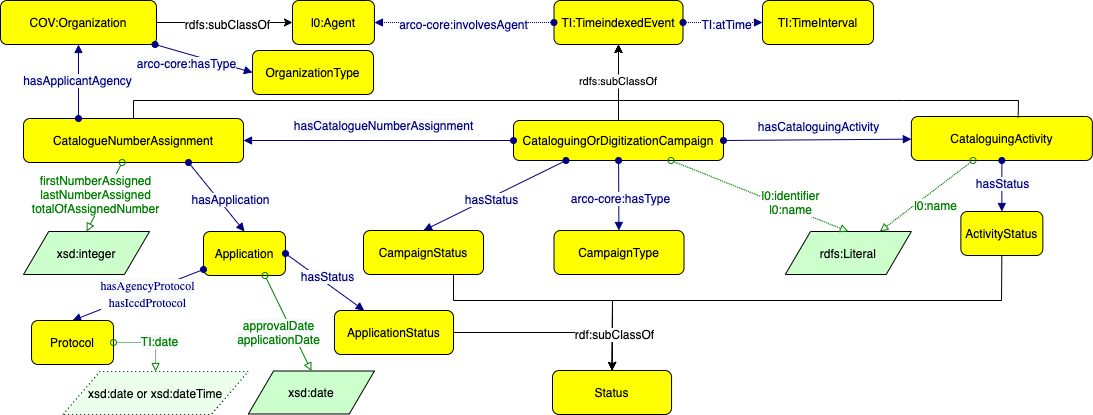 COV:Organization
rdfs:subClassOf
l0:Agent
arco-core:involvesAgent
TI:TimeindexedEvent
TI:atTime
TI:TimeInterval
arco-core:hasType
OrganizationType
hasApplicantAgency
rdfs:subClassOf
CatalogueNumberAssignment
hasCatalogueNumberAssignment
CataloguingOrDigitizationCampaign
hasCataloguingActivity
CataloguingActivity
firstNumberAssigned
lastNumberAssigned
totalOfAssignedNumber
hasApplication
hasStatus
arco-core:hasType
l0:identifier
l0:name
l0:name
hasStatus
xsd:integer
Application
CampaignStatus
CampaignType
rdfs:Literal
ActivityStatus
hasAgencyProtocol
hasIccdProtocol
hasStatus
Protocol
TI:date
approvalDate
applicationDate
ApplicationStatus
rdf:subClassOf
xsd:date or xsd:dateTime
xsd:date
Status